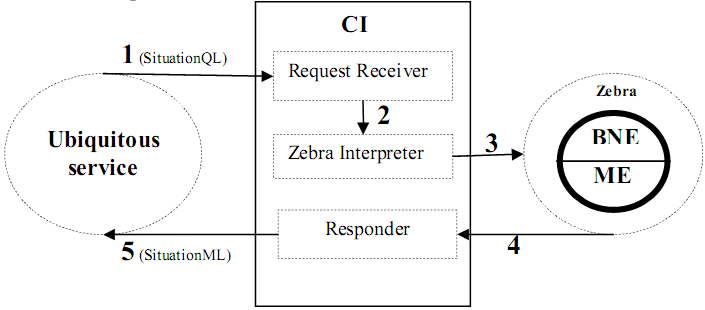 CI
1 (SituationQL)
Request Receiver
2
Zebra
Ubiquitous
service
Zebra Interpreter
3
BNE
ME
Responder
4
5 (SituationML)